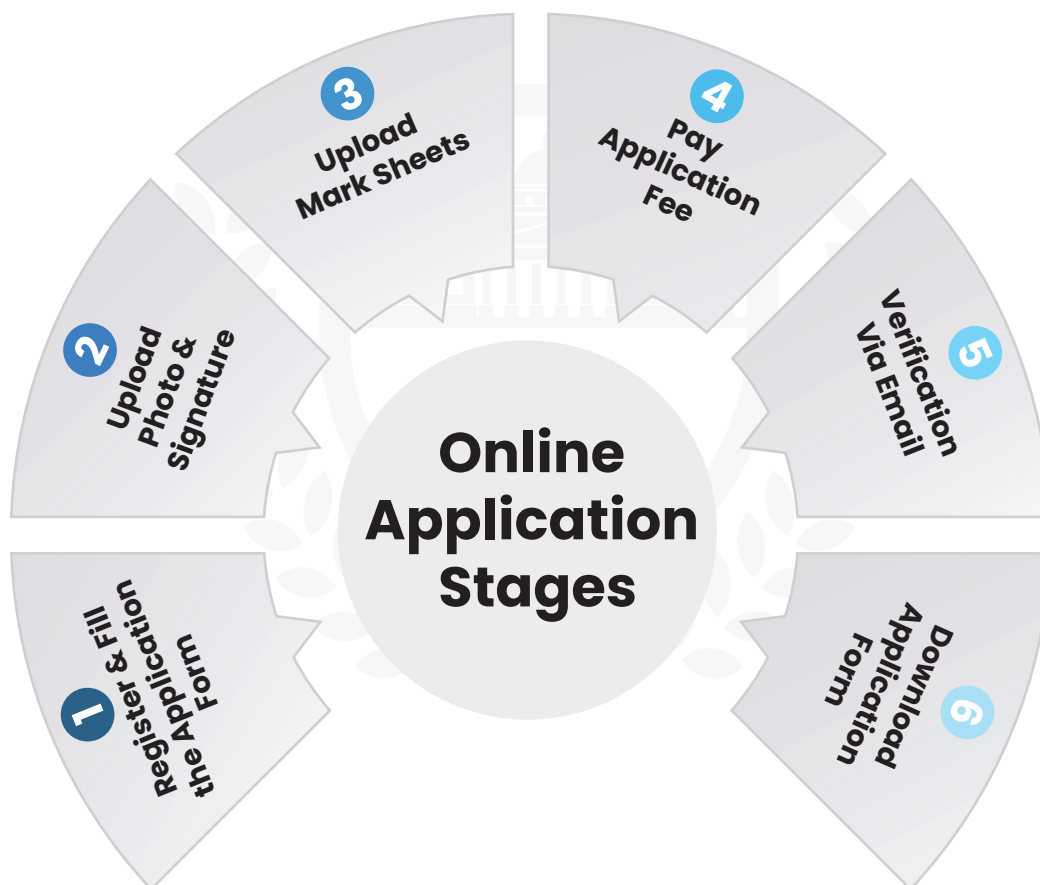 Online
Application
Stages
1
Register & Fill
the Application
Form
2
Upload
Photo &
Signature
3
Upload
Mark Sheets
4
Pay
Application
Fee
5
Verification
Via Email
6
Download
Application
Form